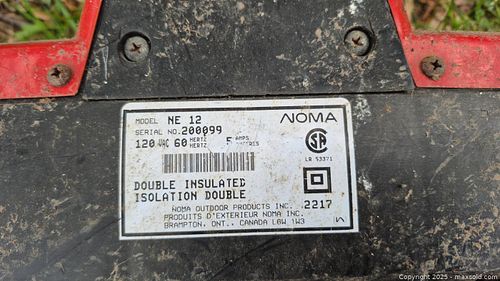 MODEL NE 12
NOMA
SERIAL NO. 200099
120 VAC 60 HERTZ HERTZ 5 AMPS
LR 53371
DOUBLE INSULATED
ISOLATION DOUBLE
NOMA OUTDOOR PRODUCTS INC. 2217
PRODUITS D'EXTERIEUR NOMA INC.
BRAMPTON, ONT., CANADA L6W 1W3
Copyright © 2025 - maxsold.com